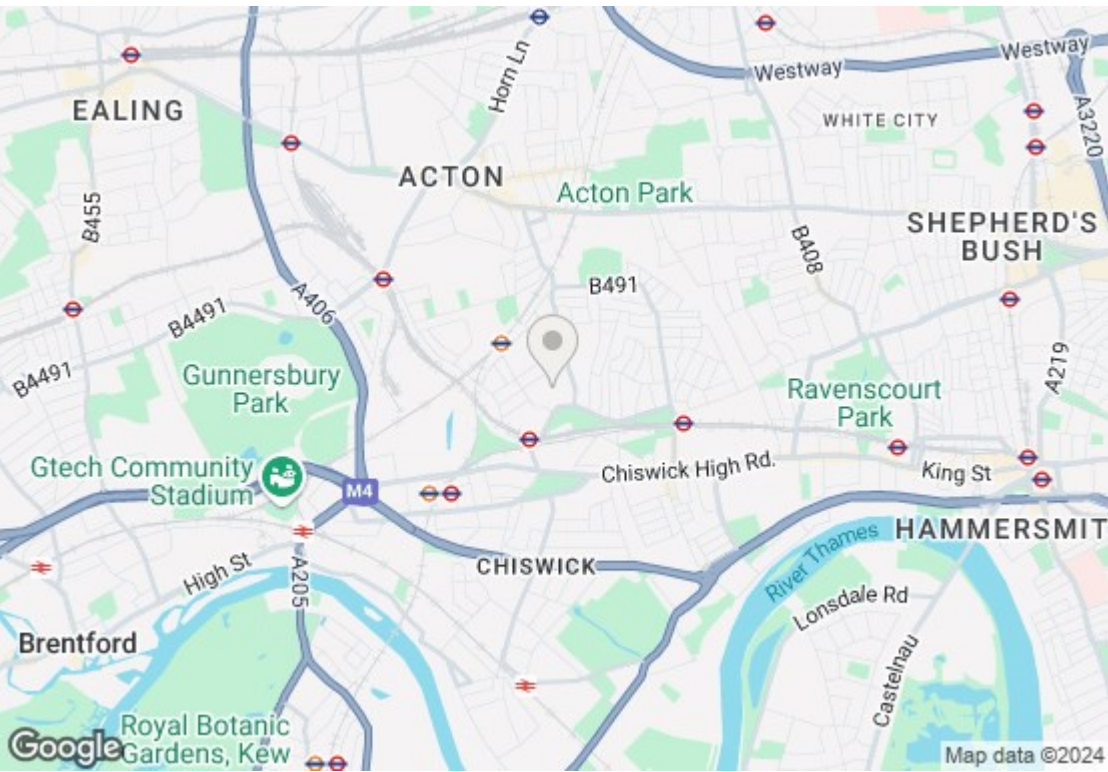 Westway
Westway
Horn Ln
EALING
WHITE CITY
A3220
ACTON
Acton Park
B455
SHEPHERD'S
BUSH
B408
B491
A406
B4491
B4491
A219
Gunnersbury
Park
Ravenscourt
Park
Gtech Community
Stadium
Chiswick High Rd.
King St
M4
HAMMERSMIT
River Thames
High St
CHISWICK
A205
Lonsdale Rd
Brentford
Castelnau
Royal Botanic
Gardens, Kew
Google
Map data ©2024